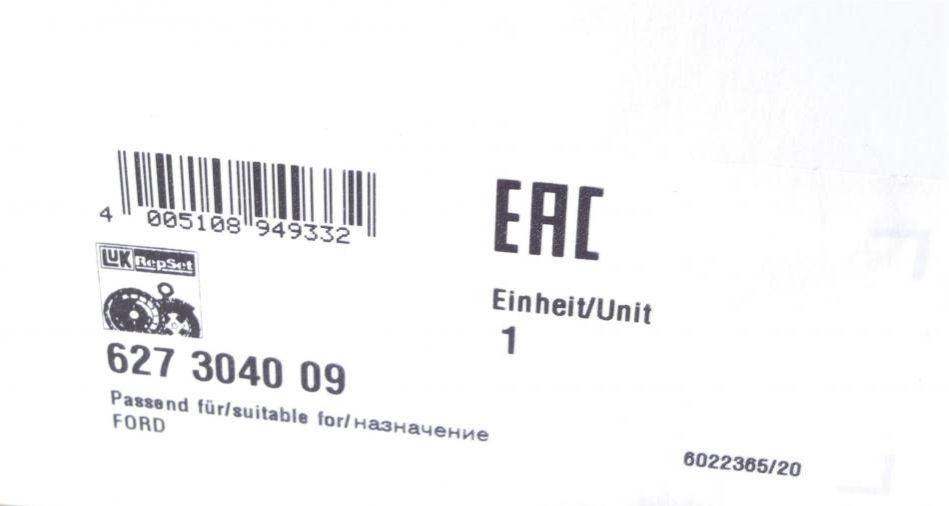 4 005108 949332
EAC
LUK RepSet
Einheit/Unit
1
627 3040 09
Passend für/suitable for/назначение
FORD
6022365/20